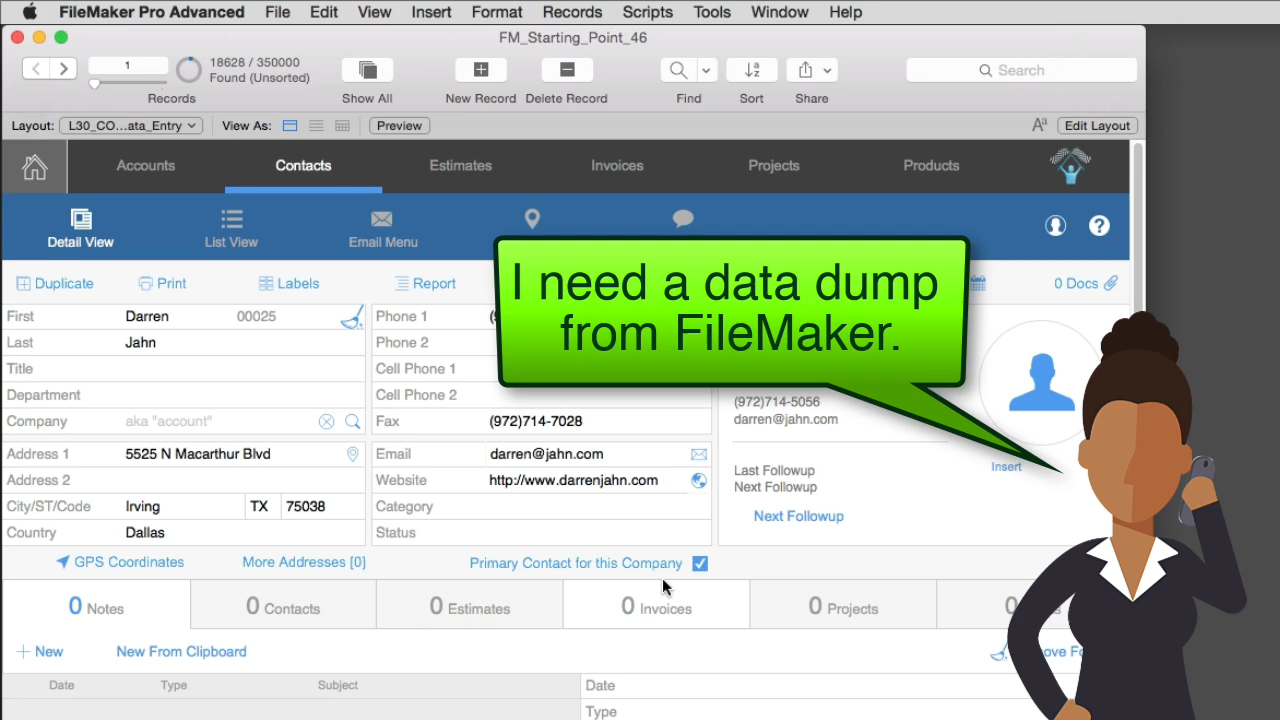 FileMaker Pro Advanced File Edit View Insert Format Records Scripts Tools Window Help
FM_Starting_Point_46
1
18628 / 350000
Found (Unsorted)
Search
Records Show All New Record Delete Record Find Sort Share
Layout: L30_CO...ata_Entry View As: Preview Aa Edit Layout
Accounts Contacts Estimates Invoices Projects Products
Detail View List View Email Menu
Duplicate Print Labels Report 0 Docs
I need a data dump
from FileMaker.
First Darren 00025 Phone 1
Last Jahn Phone 2
Title Cell Phone 1
Department Cell Phone 2
(972)714-5056
Company aka "account" Fax (972)714-7028
darren@jahn.com
Address 1 5525 N Macarthur Blvd Email darren@jahn.com
Insert
Last Followup
Address 2 Website http://www.darrenjahn.com
Next Followup
City/ST/Code Irving TX 75038 Category
Next Followup
Country Dallas Status
GPS Coordinates More Addresses [0] Primary Contact for this Company
0 Notes 0 Contacts 0 Estimates 0 Invoices 0 Projects 0
+ New New From Clipboard
Date Type Subject Date
Type